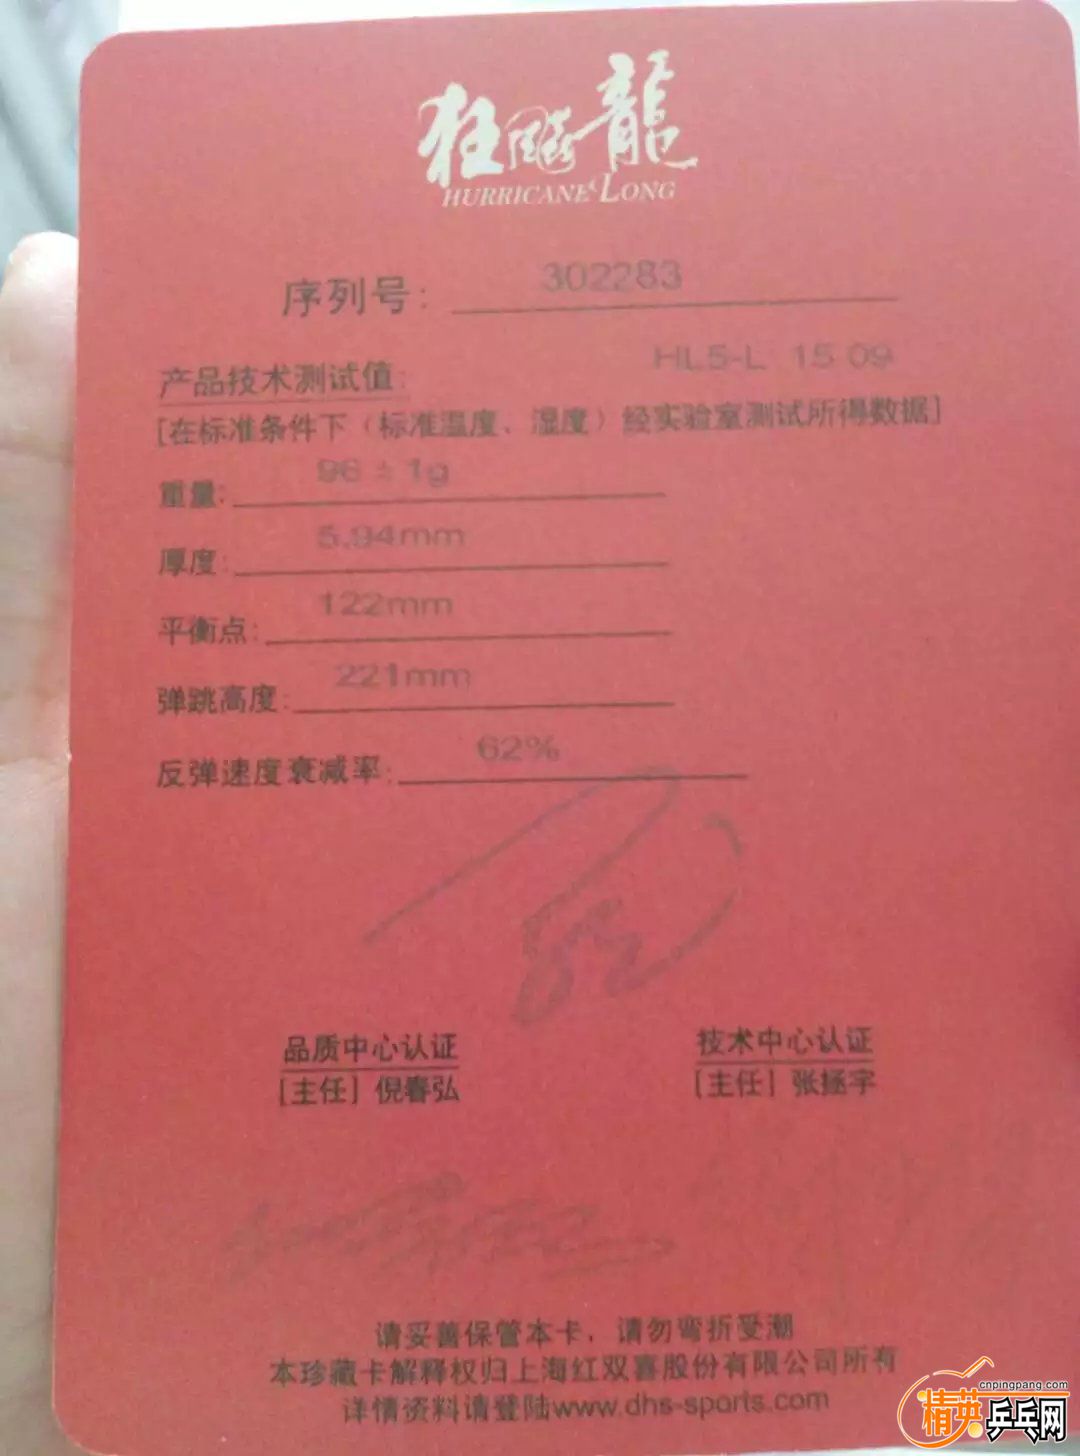 狂飚龍
HURRICANE LONG
序列号: 302283
HL5-L 15 09
产品技术测试值:
[在标准条件下（标准温度、湿度）经实验室测试所得数据]
重量: 96 ± 1g
厚度: 5.94mm
平衡点: 122mm
弹跳高度: 221mm
反弹速度衰减率: 62%
品质中心认证 技术中心认证
[主任] 倪春弘 [主任] 张拯宇
请妥善保管本卡，请勿弯折受潮
本珍藏卡解释权归上海红双喜股份有限公司所有
详情资料请登陆www.dhs-sports.com
cnpingpang.com
精英乒乓网